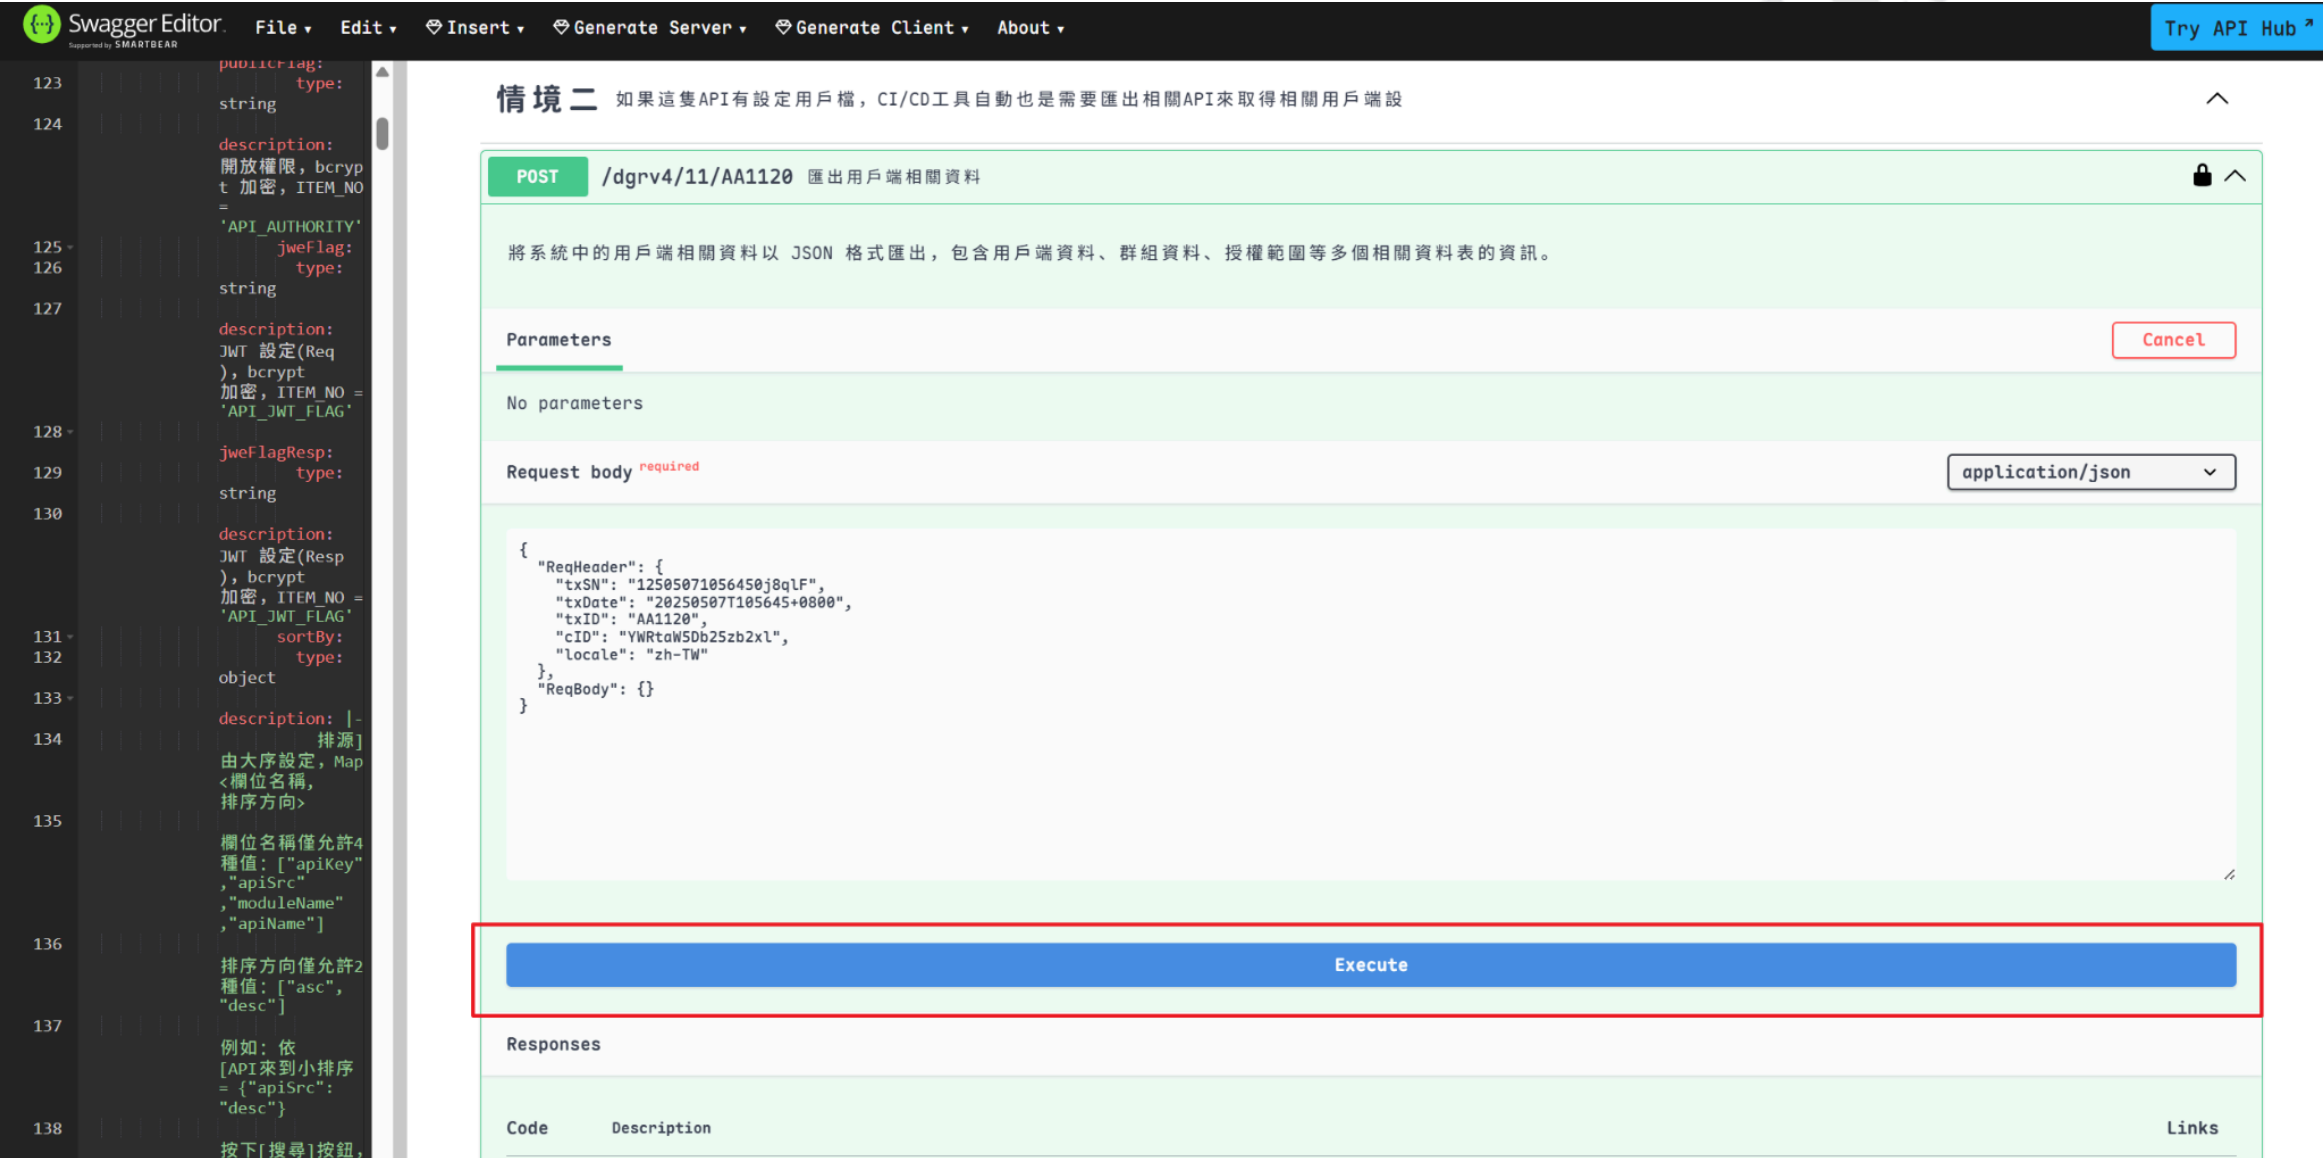 Swagger Editor
Supported by SMARTBEAR
File
Edit
Insert
Generate Server
Generate Client
About
Try API Hub
publicFlag:
123 type:
string
124
description:
開放權限, bcryp
t 加密, ITEM_NO
=
'API_AUTHORITY'
125 jweFlag:
126 type:
string
127
description:
JWT 設定(Req
), bcrypt
加密, ITEM_NO =
'API_JWT_FLAG'
128
jweFlagResp:
129 type:
string
130
description:
JWT 設定(Resp
), bcrypt
加密, ITEM_NO =
'API_JWT_FLAG'
131 sortBy:
132 type:
object
133
description: |-
134 排源]
由大序設定, Map
<欄位名稱,
排序方向>
135
欄位名稱僅允許4
種值: ["apiKey"
,"apiSrc"
,"moduleName"
,"apiName"]
136
排序方向僅允許2
種值: ["asc",
"desc"]
137
例如: 依
[API來到小排序
= {"apiSrc":
"desc"}
138
按下[搜尋]按鈕,
情境二 如果這隻API有設定用戶檔, CI/CD工具自動也是需要匯出相關API來取得相關用戶端設
POST /dgrv4/11/AA1120 匯出用戶端相關資料
將系統中的用戶端相關資料以 JSON 格式匯出, 包含用戶端資料、群組資料、授權範圍等多個相關資料表的資訊。
Parameters
Cancel
No parameters
Request body required
application/json
{
"ReqHeader": {
"txSN": "12505071056450j8qlF",
"txDate": "20250507T105645+0800",
"txID": "AA1120",
"cID": "YWRtaW5Db25zb2xl",
"locale": "zh-TW"
},
"ReqBody": {}
}
Execute
Responses
Code Description Links